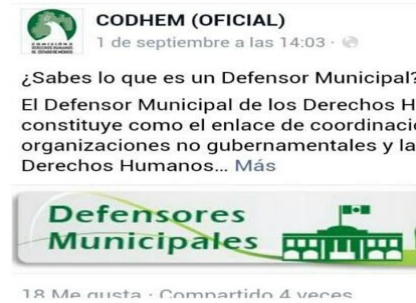 CODHEM (OFICIAL)
1 de septiembre a las 14:03 ·
¿Sabes lo que es un Defensor Municipal?
El Defensor Municipal de los Derechos H
constituye como el enlace de coordinaci
organizaciones no gubernamentales y la
Derechos Humanos... Más
Defensores
Municipales
18 Me gusta · Compartido 4 veces